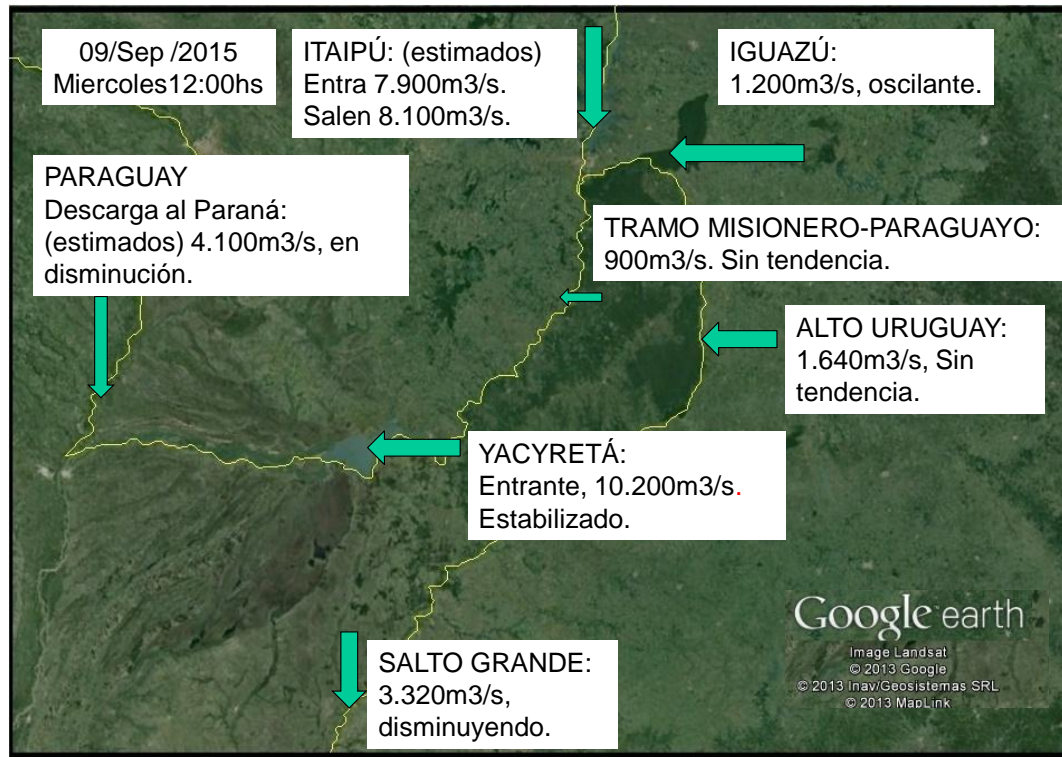 09/Sep /2015
Miercoles12:00hs
ITAIPÚ: (estimados)
Entra 7.900m3/s.
Salen 8.100m3/s.
IGUAZÚ:
1.200m3/s, oscilante.
PARAGUAY
Descarga al Paraná:
(estimados) 4.100m3/s, en
disminución.
TRAMO MISIONERO-PARAGUAYO:
900m3/s. Sin tendencia.
ALTO URUGUAY:
1.640m3/s, Sin
tendencia.
YACYRETÁ:
Entrante, 10.200m3/s.
Estabilizado.
SALTO GRANDE:
3.320m3/s,
disminuyendo.
Google earth
Image Landsat
© 2013 Google
© 2013 Inav/Geosistemas SRL
© 2013 MapLink